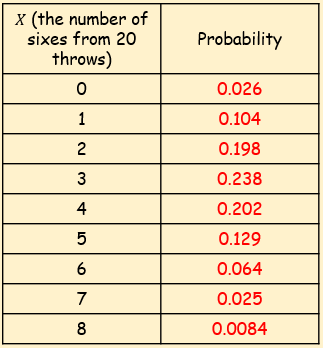 X (the number of
sixes from 20
throws)
Probability
0 0.026
1 0.104
2 0.198
3 0.238
4 0.202
5 0.129
6 0.064
7 0.025
8 0.0084